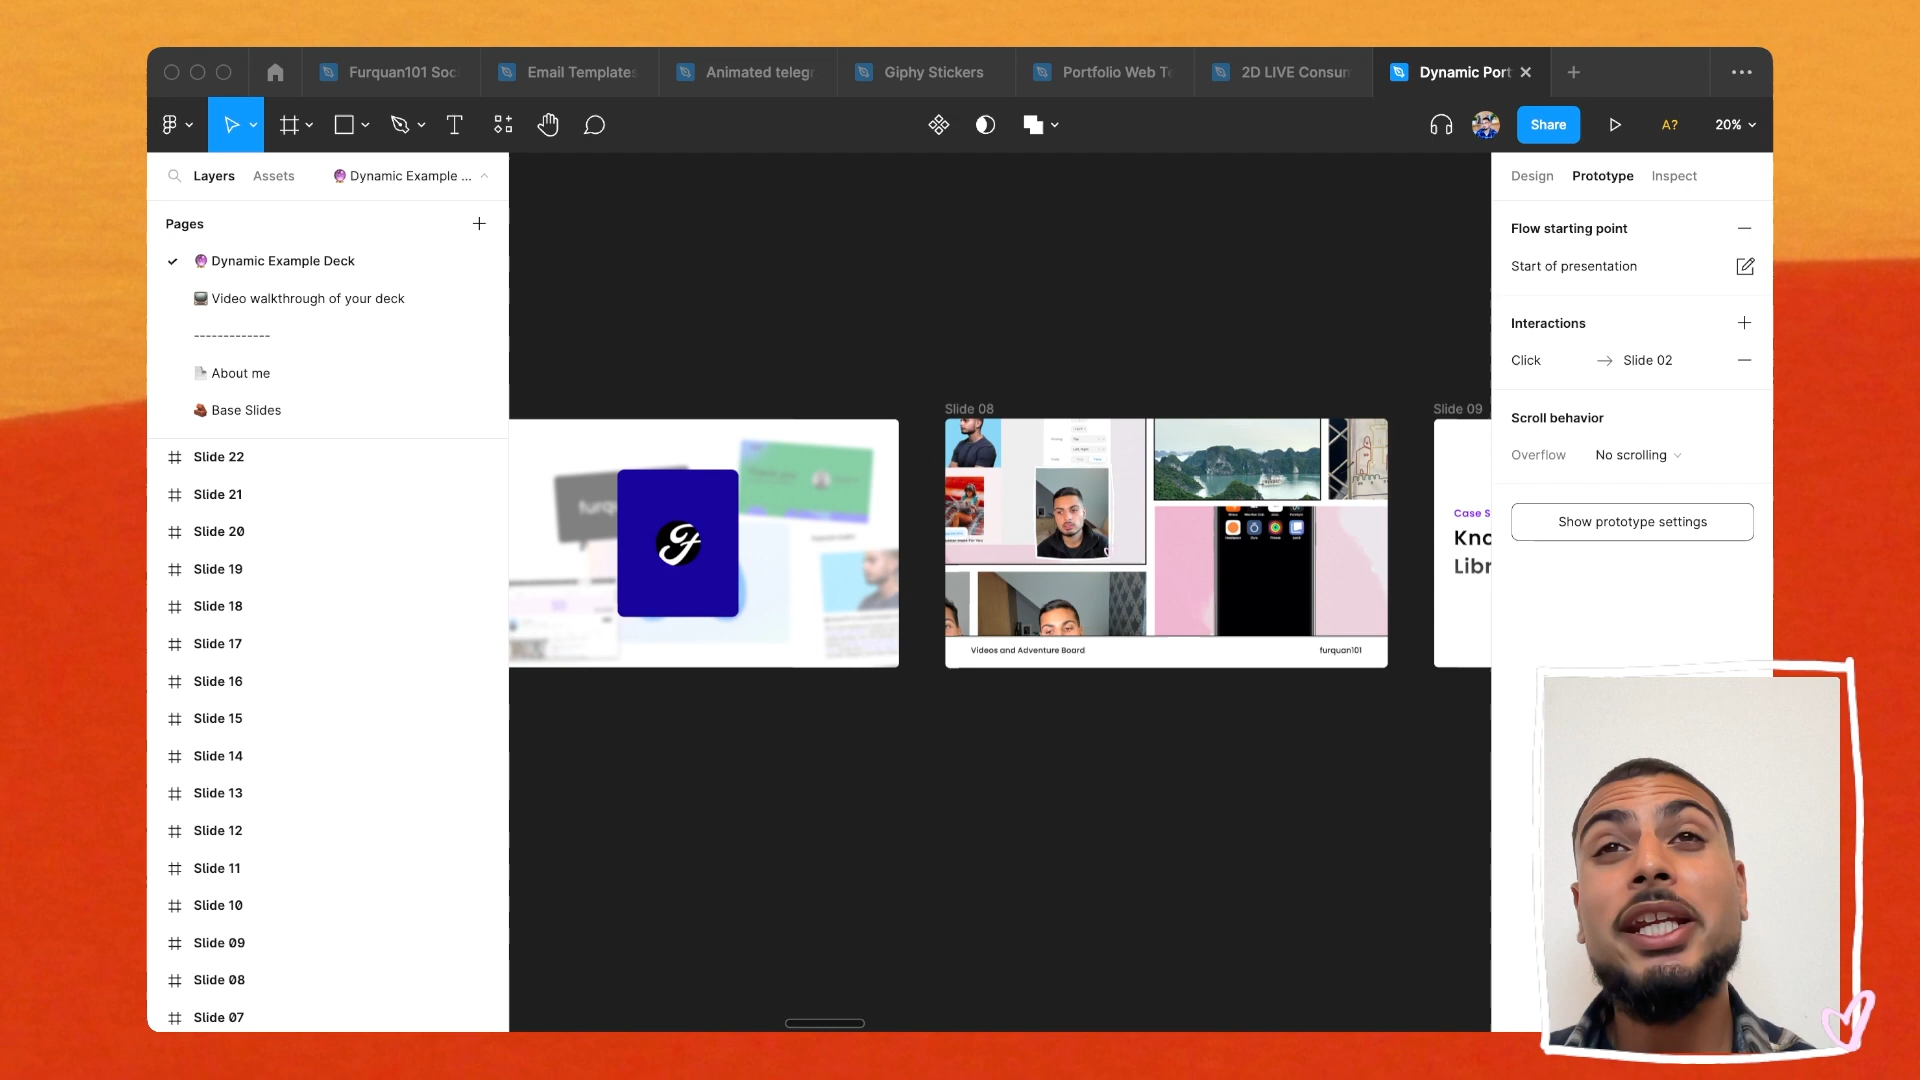 Furquan101 Soc
Email Templates
Animated telegr
Giphy Stickers
Portfolio Web Te
2D LIVE Consum
Dynamic Port
Share
A?
20%
Layers
Assets
Dynamic Example ...
Pages
Dynamic Example Deck
Video walkthrough of your deck
-------------
About me
Base Slides
Slide 22
Slide 21
Slide 20
Slide 19
Slide 18
Slide 17
Slide 16
Slide 15
Slide 14
Slide 13
Slide 12
Slide 11
Slide 10
Slide 09
Slide 08
Slide 07
Slide 08
Videos and Adventure Board
furquan101
Slide 09
Case S
Kno
Libr
Design
Prototype
Inspect
Flow starting point
Start of presentation
Interactions
Click
Slide 02
Scroll behavior
Overflow
No scrolling
Show prototype settings